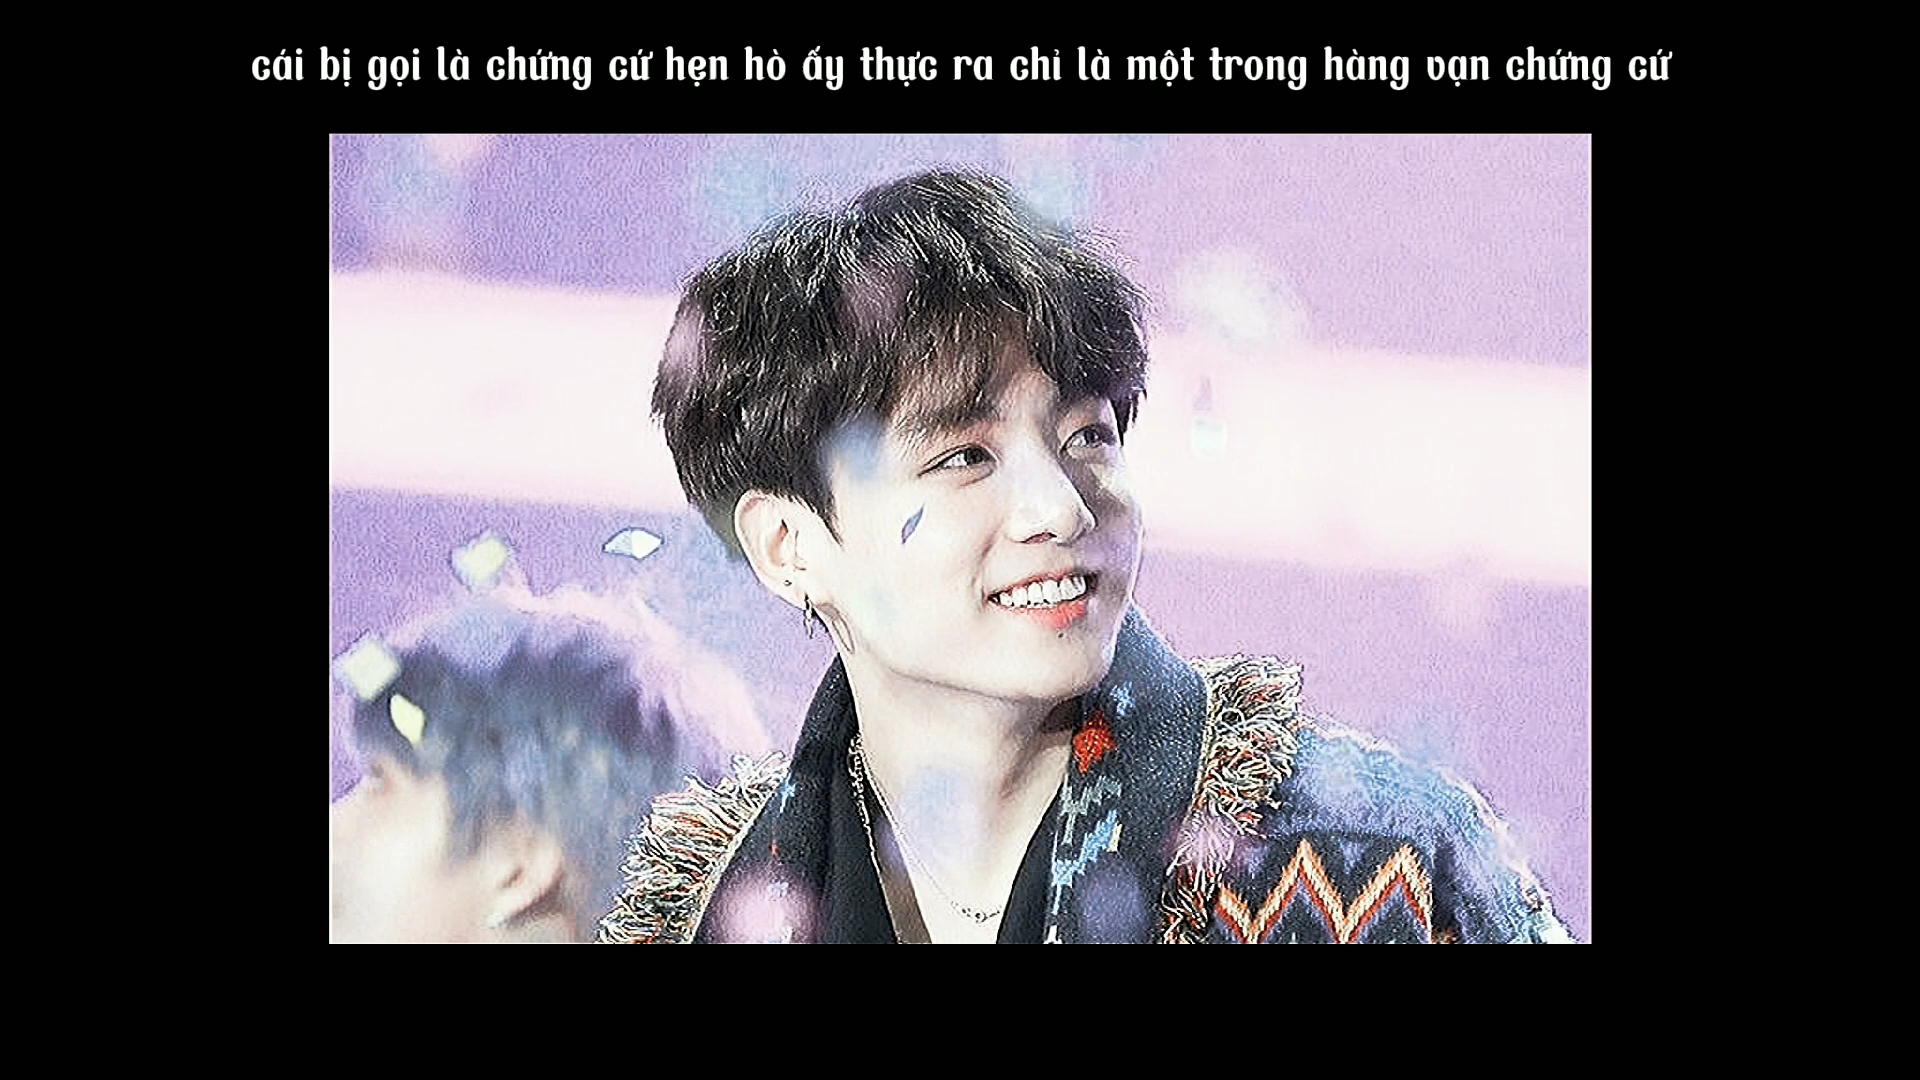 cái bị gọi là chứng cứ hẹn hò ấy thực ra chỉ là một trong hàng vạn chứng cứ